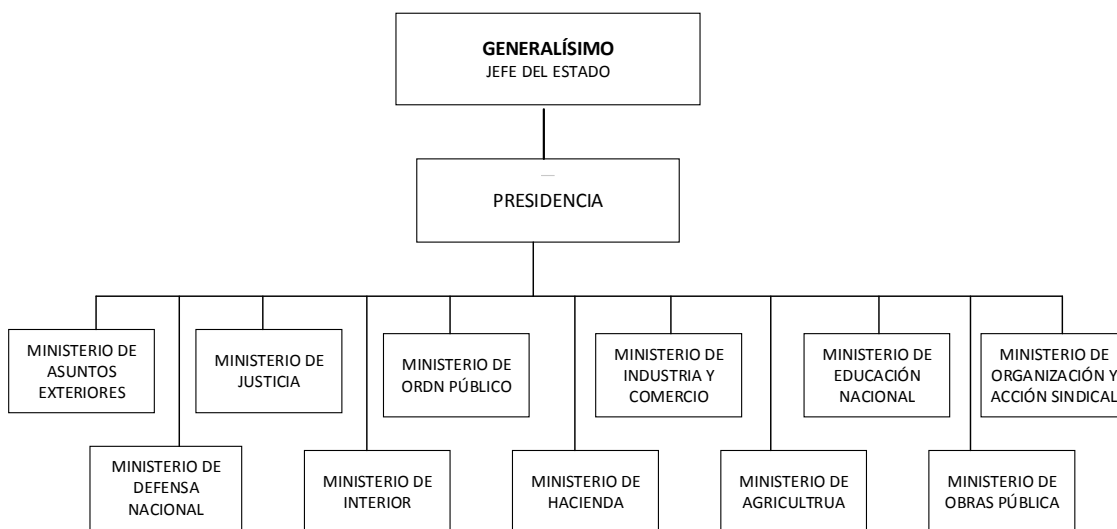 GENERALÍSIMO
JEFE DEL ESTADO
PRESIDENCIA
MINISTERIO DE
ASUNTOS
EXTERIORES
MINISTERIO DE
JUSTICIA
MINISTERIO DE
ORDN PÚBLICO
MINISTERIO DE
INDUSTRIA Y
COMERCIO
MINISTERIO DE
EDUCACIÓN
NACIONAL
MINISTERIO DE
ORGANIZACIÓN Y
ACCIÓN SINDICAL
MINISTERIO DE
DEFENSA
NACIONAL
MINISTERIO DE
INTERIOR
MINISTERIO DE
HACIENDA
MINISTERIO DE
AGRICULTRUA
MINISTERIO DE
OBRAS PÚBLICA